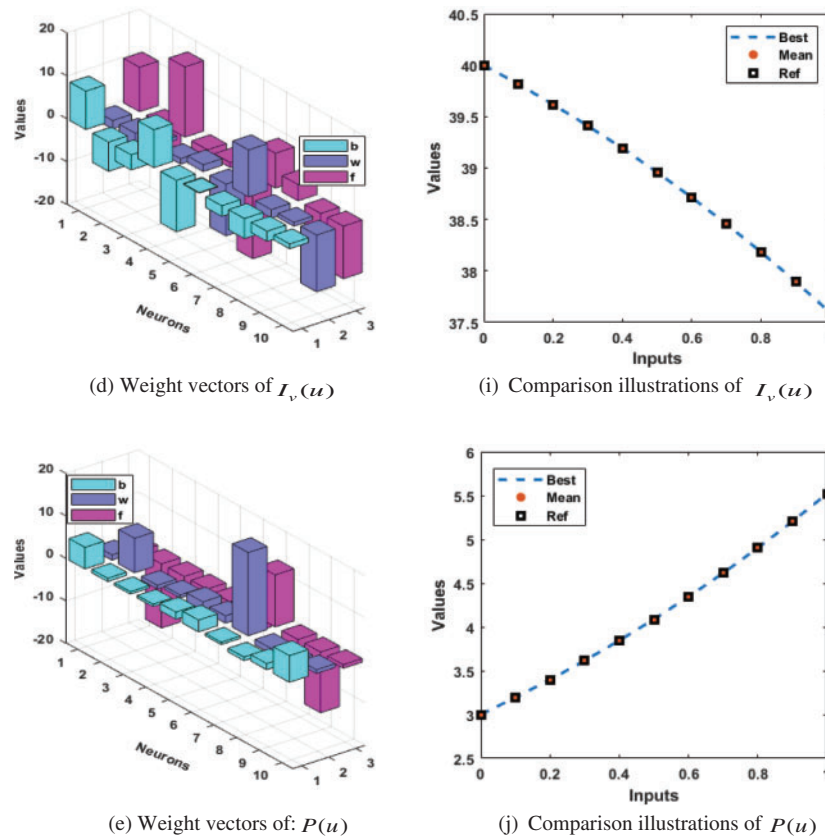 20
10
0
-10
-20
Values
1
2
3
4
5
6
7
8
9
10
Neurons
1
2
3
b
w
f
(d) Weight vectors of I_v(u)
40.5
40
39.5
39
38.5
38
37.5
Values
0
0.2
0.4
0.6
0.8
Inputs
Best
Mean
Ref
(i) Comparison illustrations of I_v(u)
20
10
0
-10
-20
Values
1
2
3
4
5
6
7
8
9
10
Neurons
1
2
3
b
w
f
(e) Weight vectors of: P(u)
6
5.5
5
4.5
4
3.5
3
2.5
Values
0
0.2
0.4
0.6
0.8
Inputs
Best
Mean
Ref
(j) Comparison illustrations of P(u)